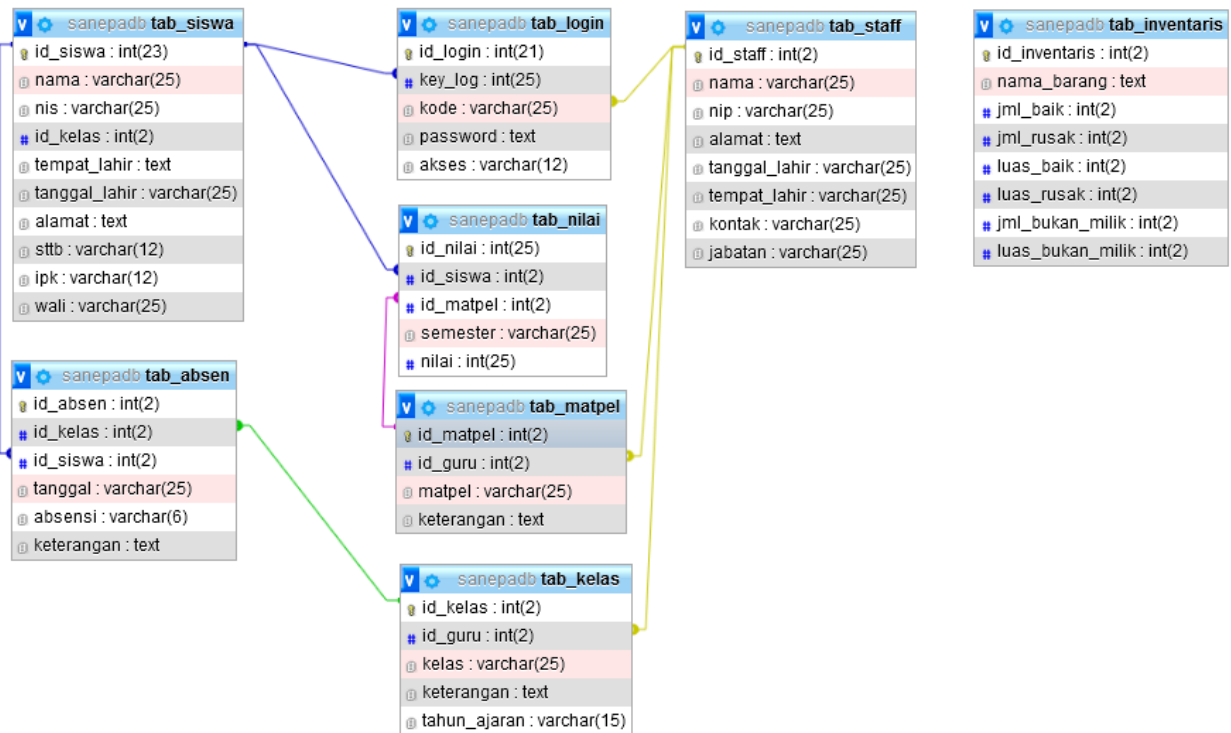 sanepadb tab_siswa
id_siswa : int(23)
nama : varchar(25)
nis : varchar(25)
id_kelas : int(2)
tempat_lahir : text
tanggal_lahir : varchar(25)
alamat : text
sttb : varchar(12)
ipk : varchar(12)
wali : varchar(25)
sanepadb tab_absen
id_absen : int(2)
id_kelas : int(2)
id_siswa : int(2)
tanggal : varchar(25)
absensi : varchar(6)
keterangan : text
sanepadb tab_login
id_login : int(21)
key_log : int(25)
kode : varchar(25)
password : text
akses : varchar(12)
sanepadb tab_nilai
id_nilai : int(25)
id_siswa : int(2)
id_matpel : int(2)
semester : varchar(25)
nilai : int(25)
sanepadb tab_matpel
id_matpel : int(2)
id_guru : int(2)
matpel : varchar(25)
keterangan : text
sanepadb tab_kelas
id_kelas : int(2)
id_guru : int(2)
kelas : varchar(25)
keterangan : text
tahun_ajaran : varchar(15)
sanepadb tab_staff
id_staff : int(2)
nama : varchar(25)
nip : varchar(25)
alamat : text
tanggal_lahir : varchar(25)
tempat_lahir : varchar(25)
kontak : varchar(25)
jabatan : varchar(25)
sanepadb tab_inventaris
id_inventaris : int(2)
nama_barang : text
jml_baik : int(2)
jml_rusak : int(2)
luas_baik : int(2)
luas_rusak : int(2)
jml_bukan_milik : int(2)
luas_bukan_milik : int(2)